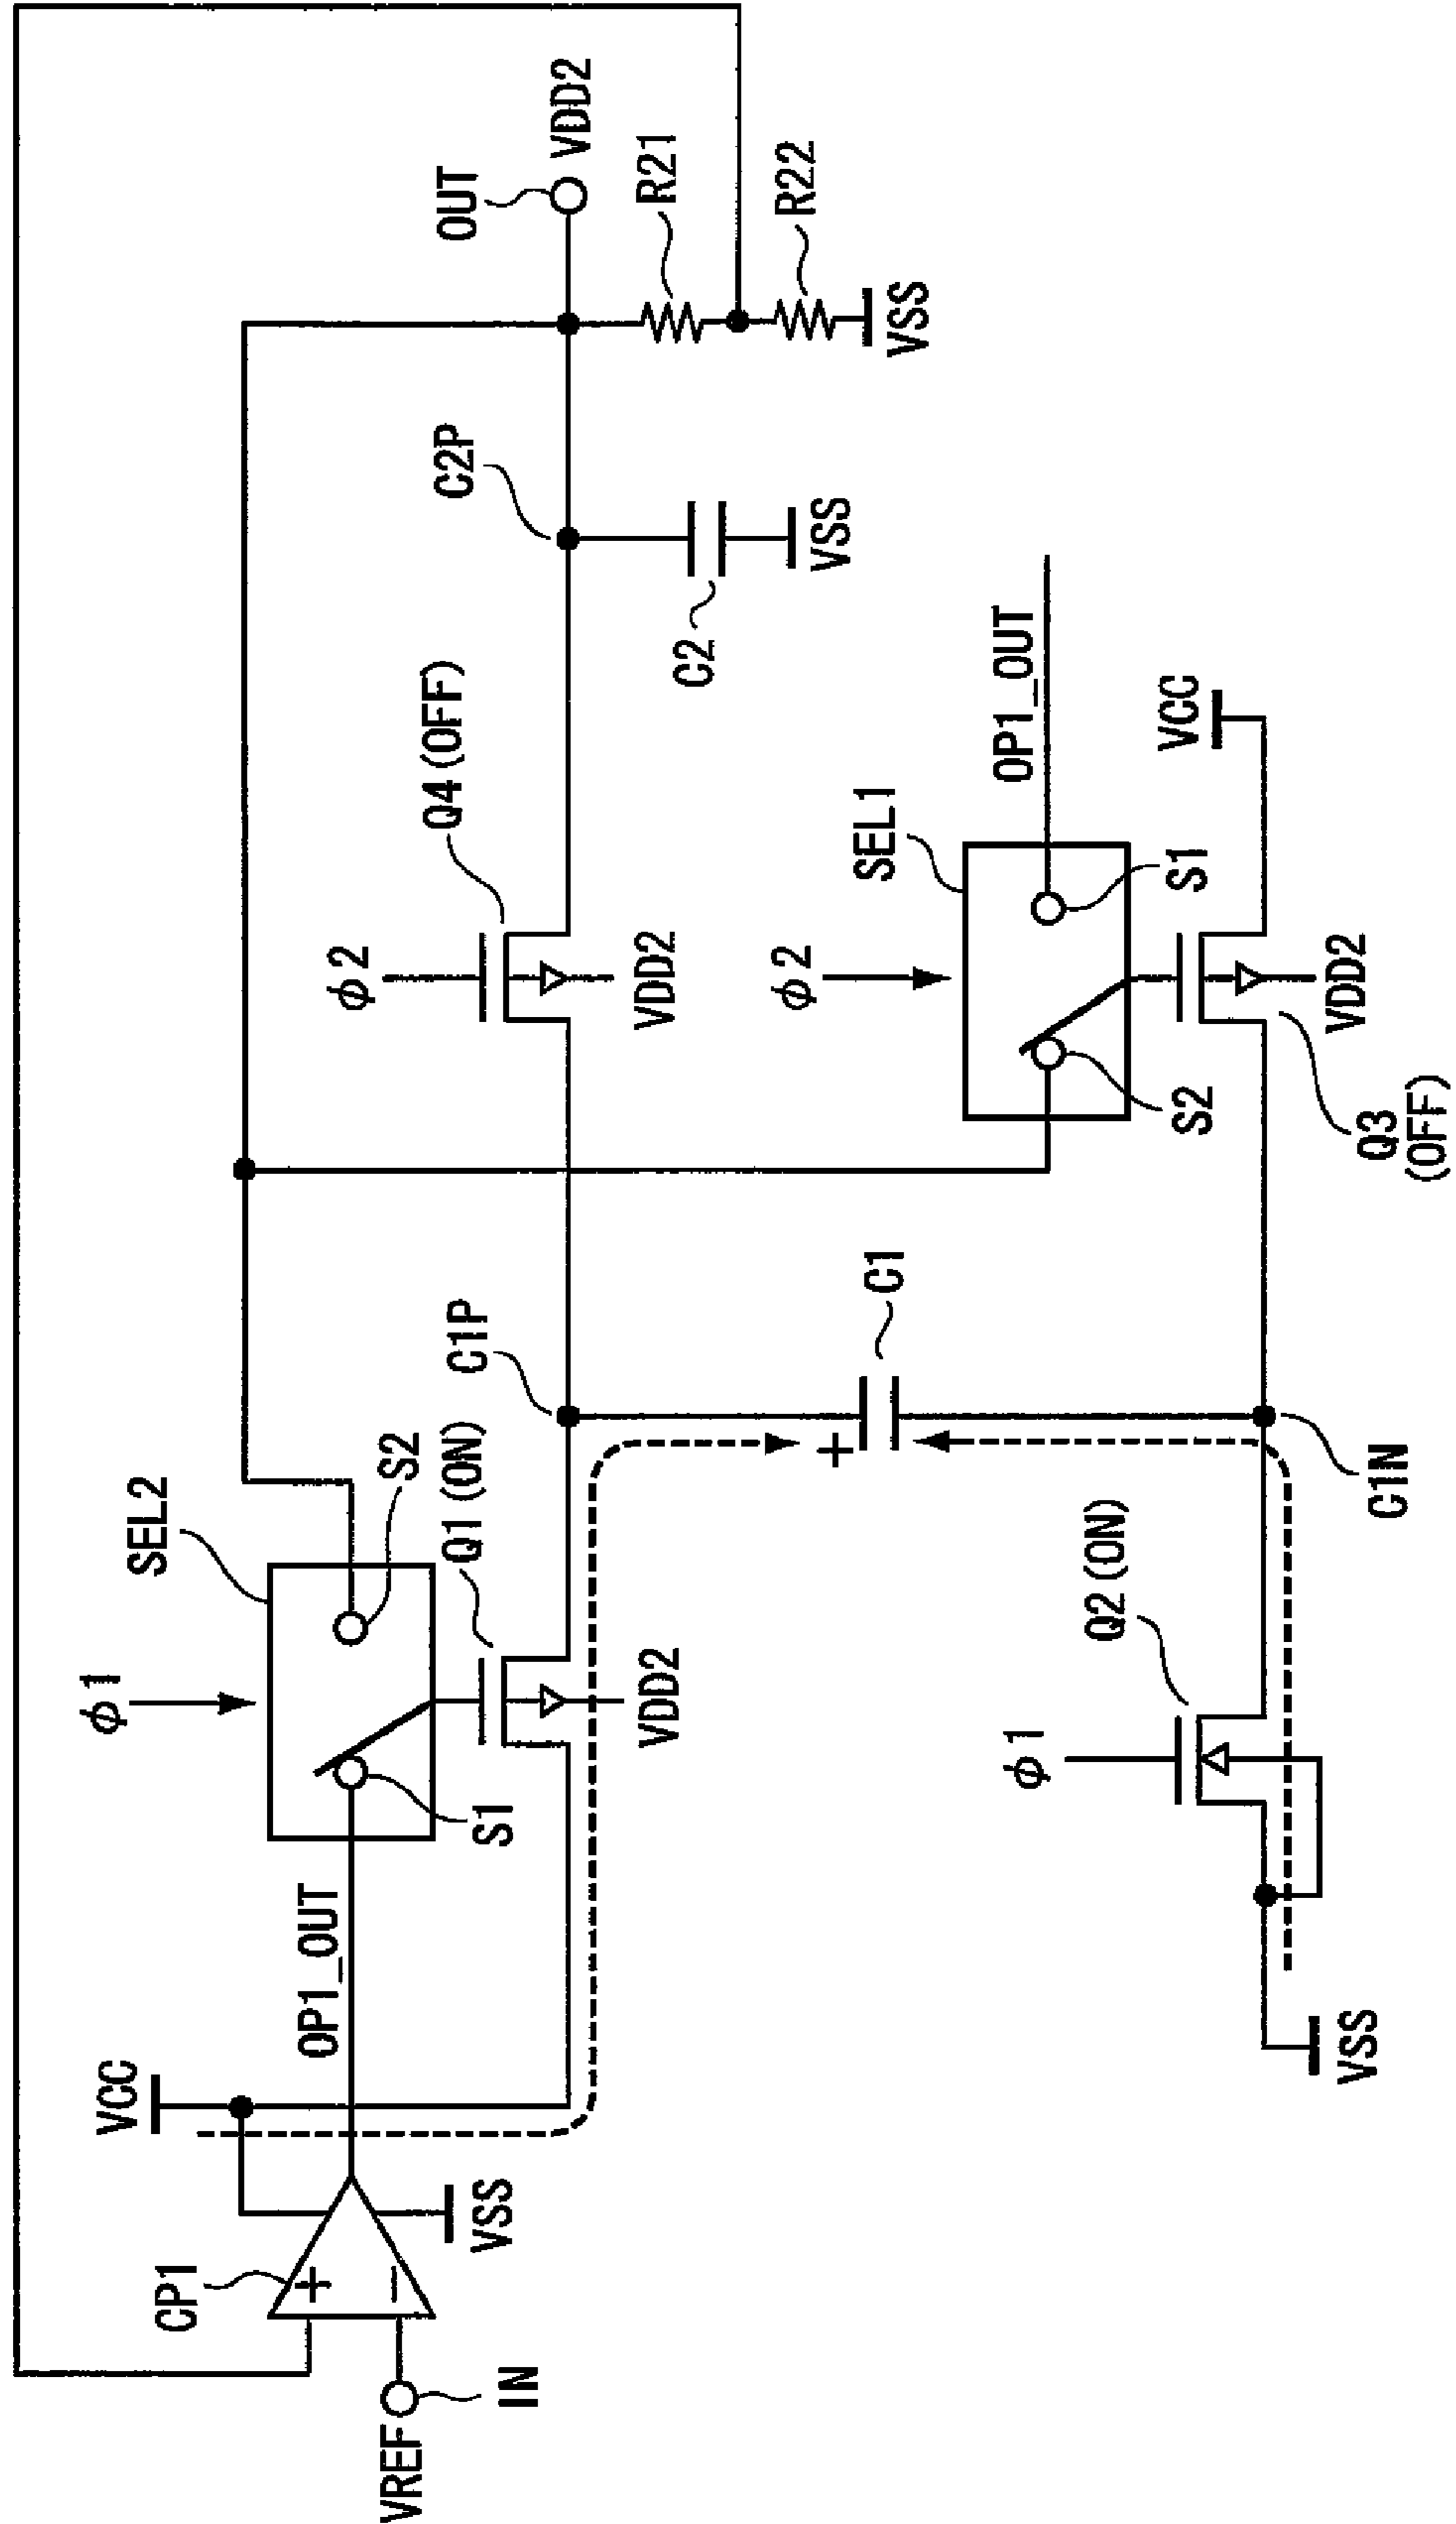 VREF
IN
CP1
+
−
VSS
VCC
OP1_OUT
φ1
SEL2
S1
S2
Q1 (ON)
VDD2
C1P
+
C1
C1N
φ1
Q2 (ON)
VSS
φ2
Q4 (OFF)
VDD2
φ2
SEL1
S2
S1
OP1_OUT
Q3
(OFF)
VDD2
VCC
C2P
C2
VSS
OUT
VDD2
R21
R22
VSS